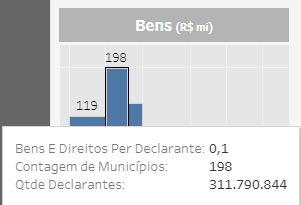 Bens (R$ mi)
198
119
Bens E Direitos Per Declarante: 0,1
Contagem de Municípios: 198
Qtde Declarantes: 311.790.844